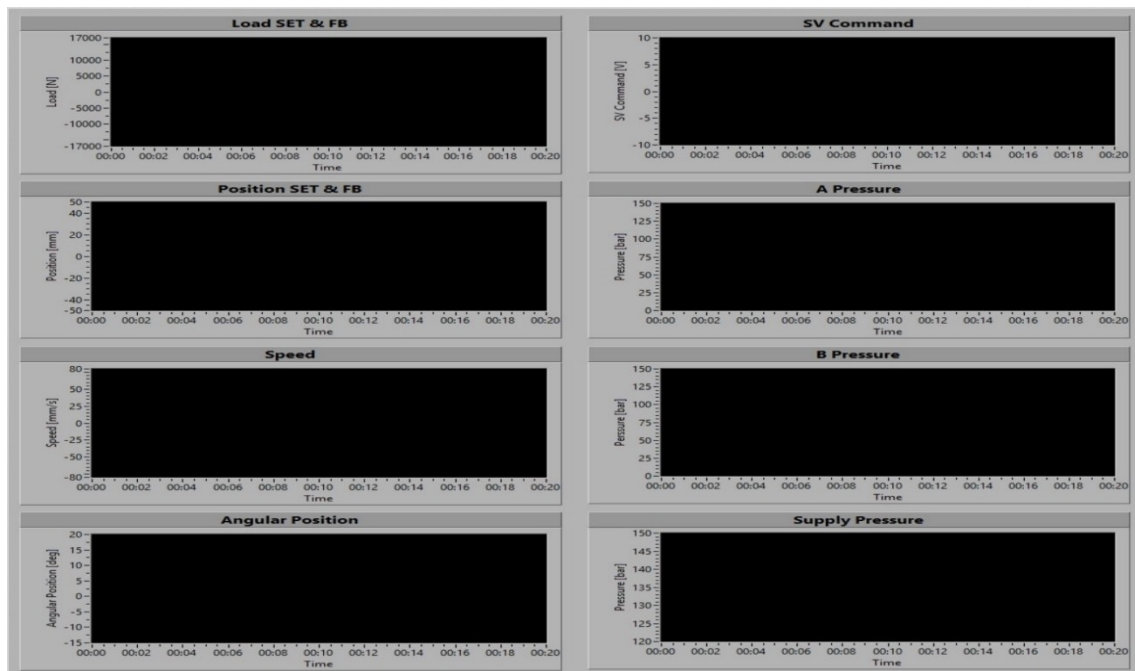 Load SET & FB
17000
10000
5000
0
-5000
-10000
-17000
Load [N]
00:00 00:02 00:04 00:06 00:08 00:10 00:12 00:14 00:16 00:18 00:20
Time
SV Command
10
5
0
-5
-10
SV Command [V]
00:00 00:02 00:04 00:06 00:08 00:10 00:12 00:14 00:16 00:18 00:20
Time
Position SET & FB
50
40
20
0
-20
-40
-50
Position [mm]
00:00 00:02 00:04 00:06 00:08 00:10 00:12 00:14 00:16 00:18 00:20
Time
A Pressure
150
125
100
75
50
25
0
Pressure [bar]
00:00 00:02 00:04 00:06 00:08 00:10 00:12 00:14 00:16 00:18 00:20
Time
Speed
80
50
25
0
-25
-50
-80
Speed [mm/s]
00:00 00:02 00:04 00:06 00:08 00:10 00:12 00:14 00:16 00:18 00:20
Time
B Pressure
150
125
100
75
50
25
0
Perssure [bar]
00:00 00:02 00:04 00:06 00:08 00:10 00:12 00:14 00:16 00:18 00:20
Time
Angular Position
20
15
10
5
0
-5
-10
-15
Angular Position [deg]
00:00 00:02 00:04 00:06 00:08 00:10 00:12 00:14 00:16 00:18 00:20
Time
Supply Pressure
150
145
140
135
130
125
120
Pressure [bar]
00:00 00:02 00:04 00:06 00:08 00:10 00:12 00:14 00:16 00:18 00:20
Time